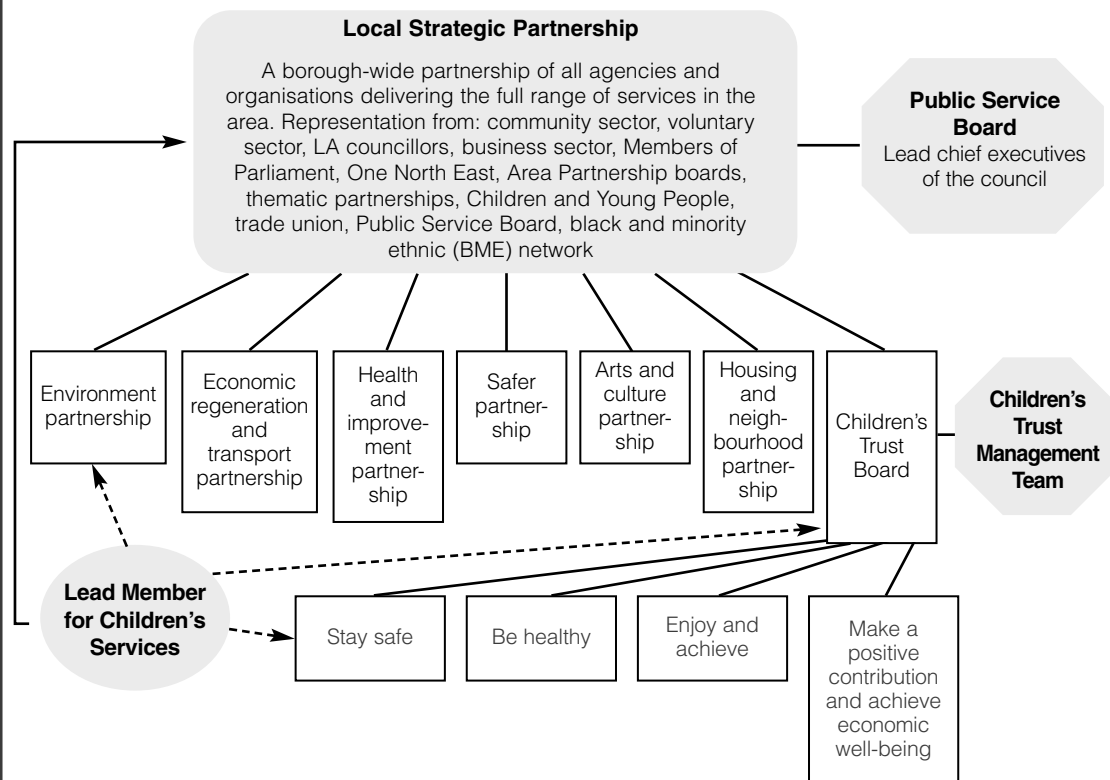 Local Strategic Partnership
A borough-wide partnership of all agencies and
organisations delivering the full range of services in the
area. Representation from: community sector, voluntary
sector, LA councillors, business sector, Members of
Parliament, One North East, Area Partnership boards,
thematic partnerships, Children and Young People,
trade union, Public Service Board, black and minority
ethnic (BME) network
Public Service
Board
Lead chief executives
of the council
Environment
partnership
Economic
regeneration
and
transport
partnership
Health
and
improve-
ment
partner-
ship
Safer
partner-
ship
Arts and
culture
partner-
ship
Housing
and
neigh-
bourhood
partner-
ship
Children's
Trust
Board
Children's
Trust
Management
Team
Lead Member
for Children's
Services
Stay safe
Be healthy
Enjoy and
achieve
Make a
positive
contribution
and achieve
economic
well-being